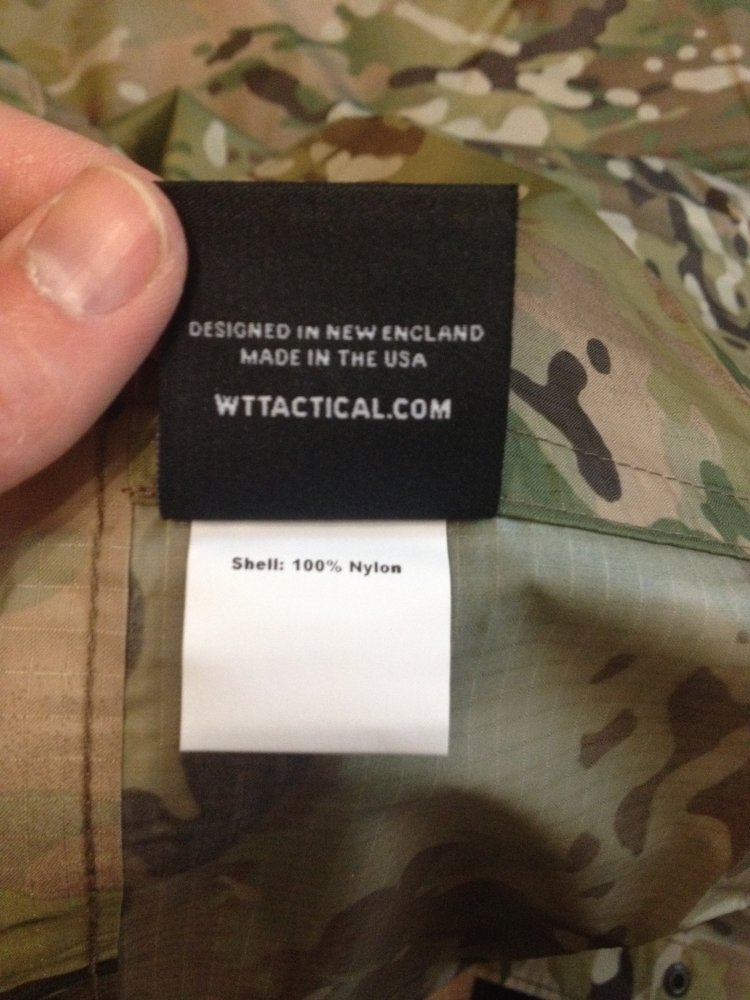 DESIGNED IN NEW ENGLAND
MADE IN THE USA
WTTACTICAL.COM
Shell: 100% Nylon